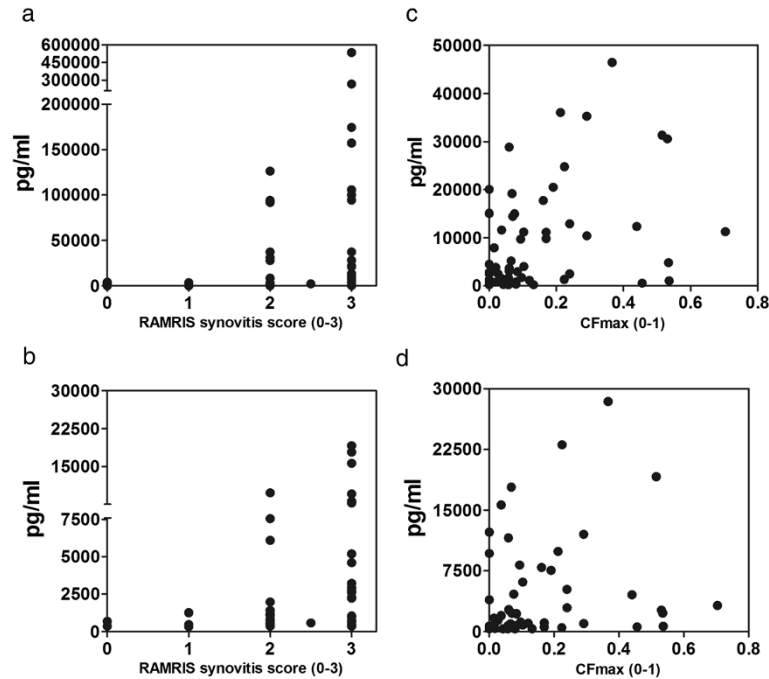 a
600000
450000
300000
200000
150000
100000
50000
0
pg/ml
0 1 2 3
RAMRIS synovitis score (0-3)
c
50000
40000
30000
20000
10000
0
pg/ml
0.0 0.2 0.4 0.6 0.8
CFmax (0-1)
b
30000
22500
15000
7500
5000
2500
0
pg/ml
0 1 2 3
RAMRIS synovitis score (0-3)
d
30000
22500
15000
7500
0
pg/ml
0.0 0.2 0.4 0.6 0.8
CFmax (0-1)